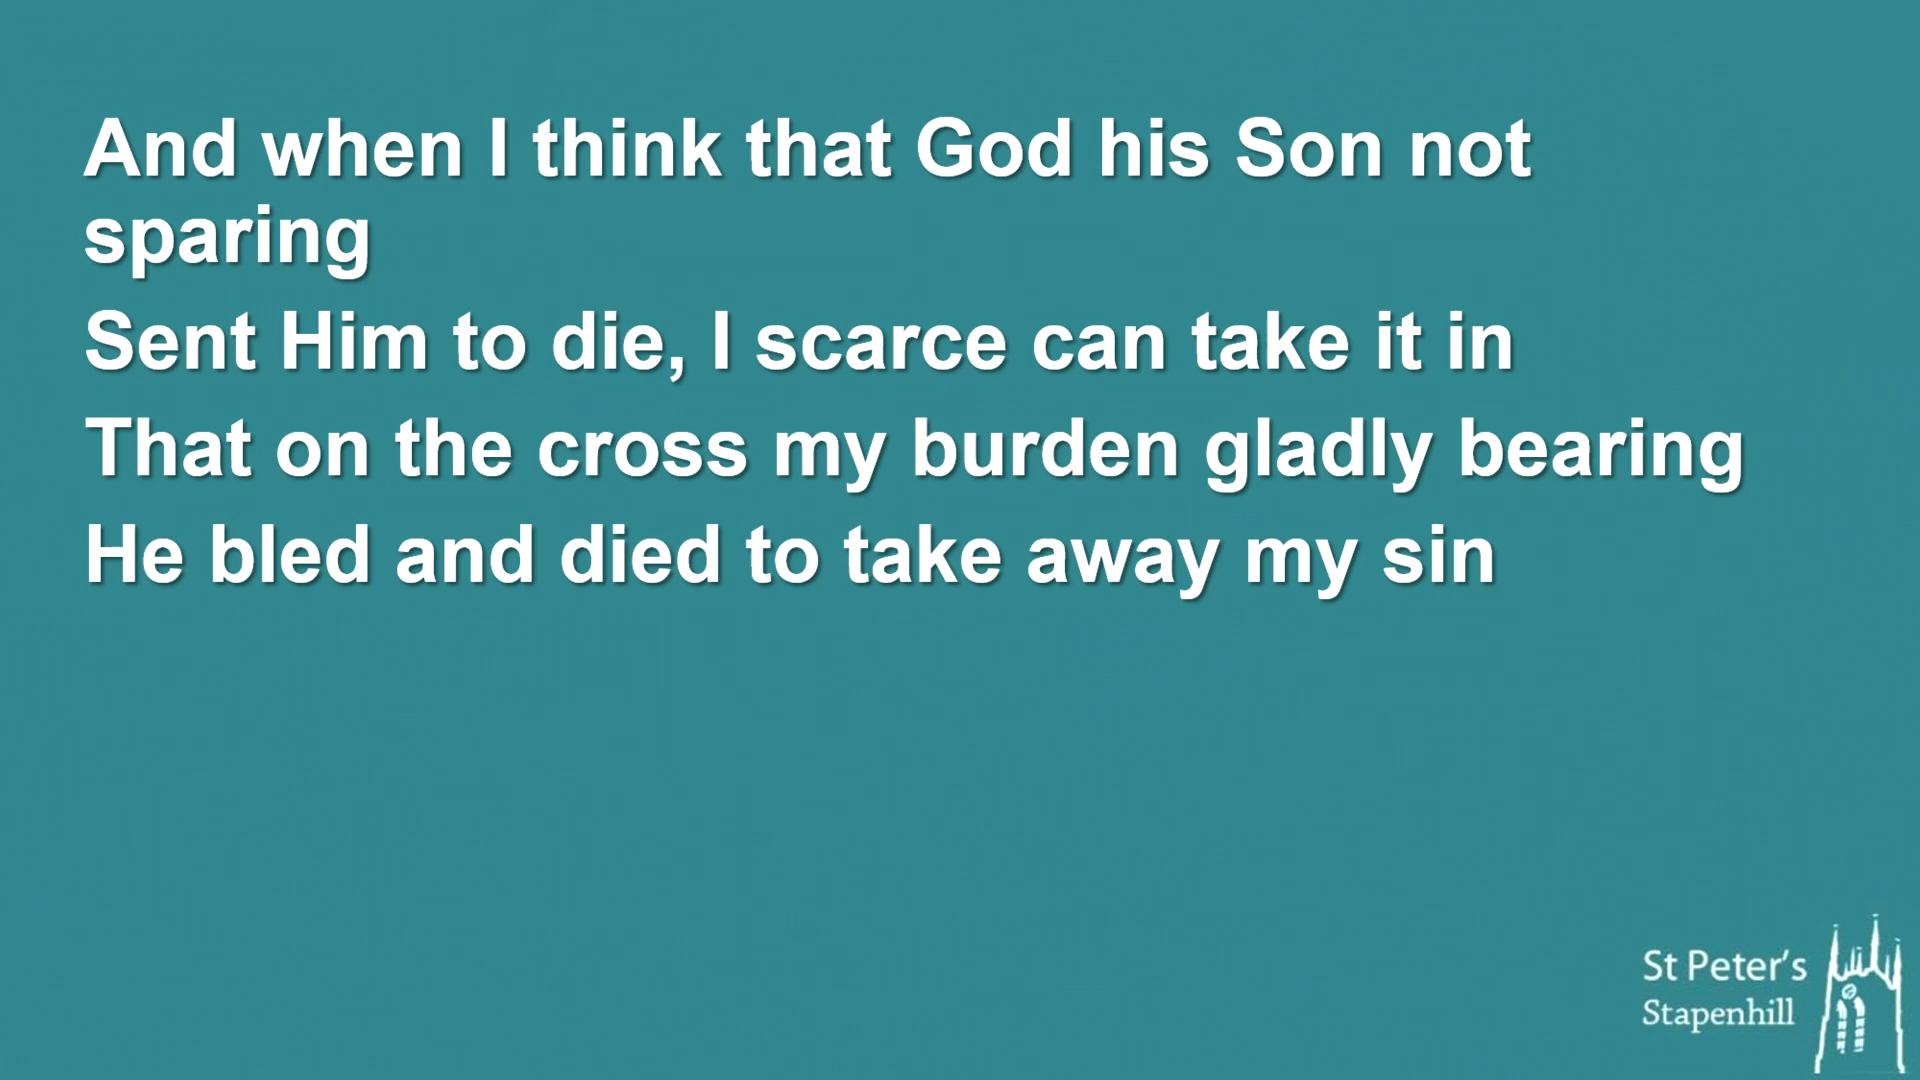 And when I think that God his Son not
sparing
Sent Him to die, I scarce can take it in
That on the cross my burden gladly bearing
He bled and died to take away my sin
St Peter's
Stapenhill